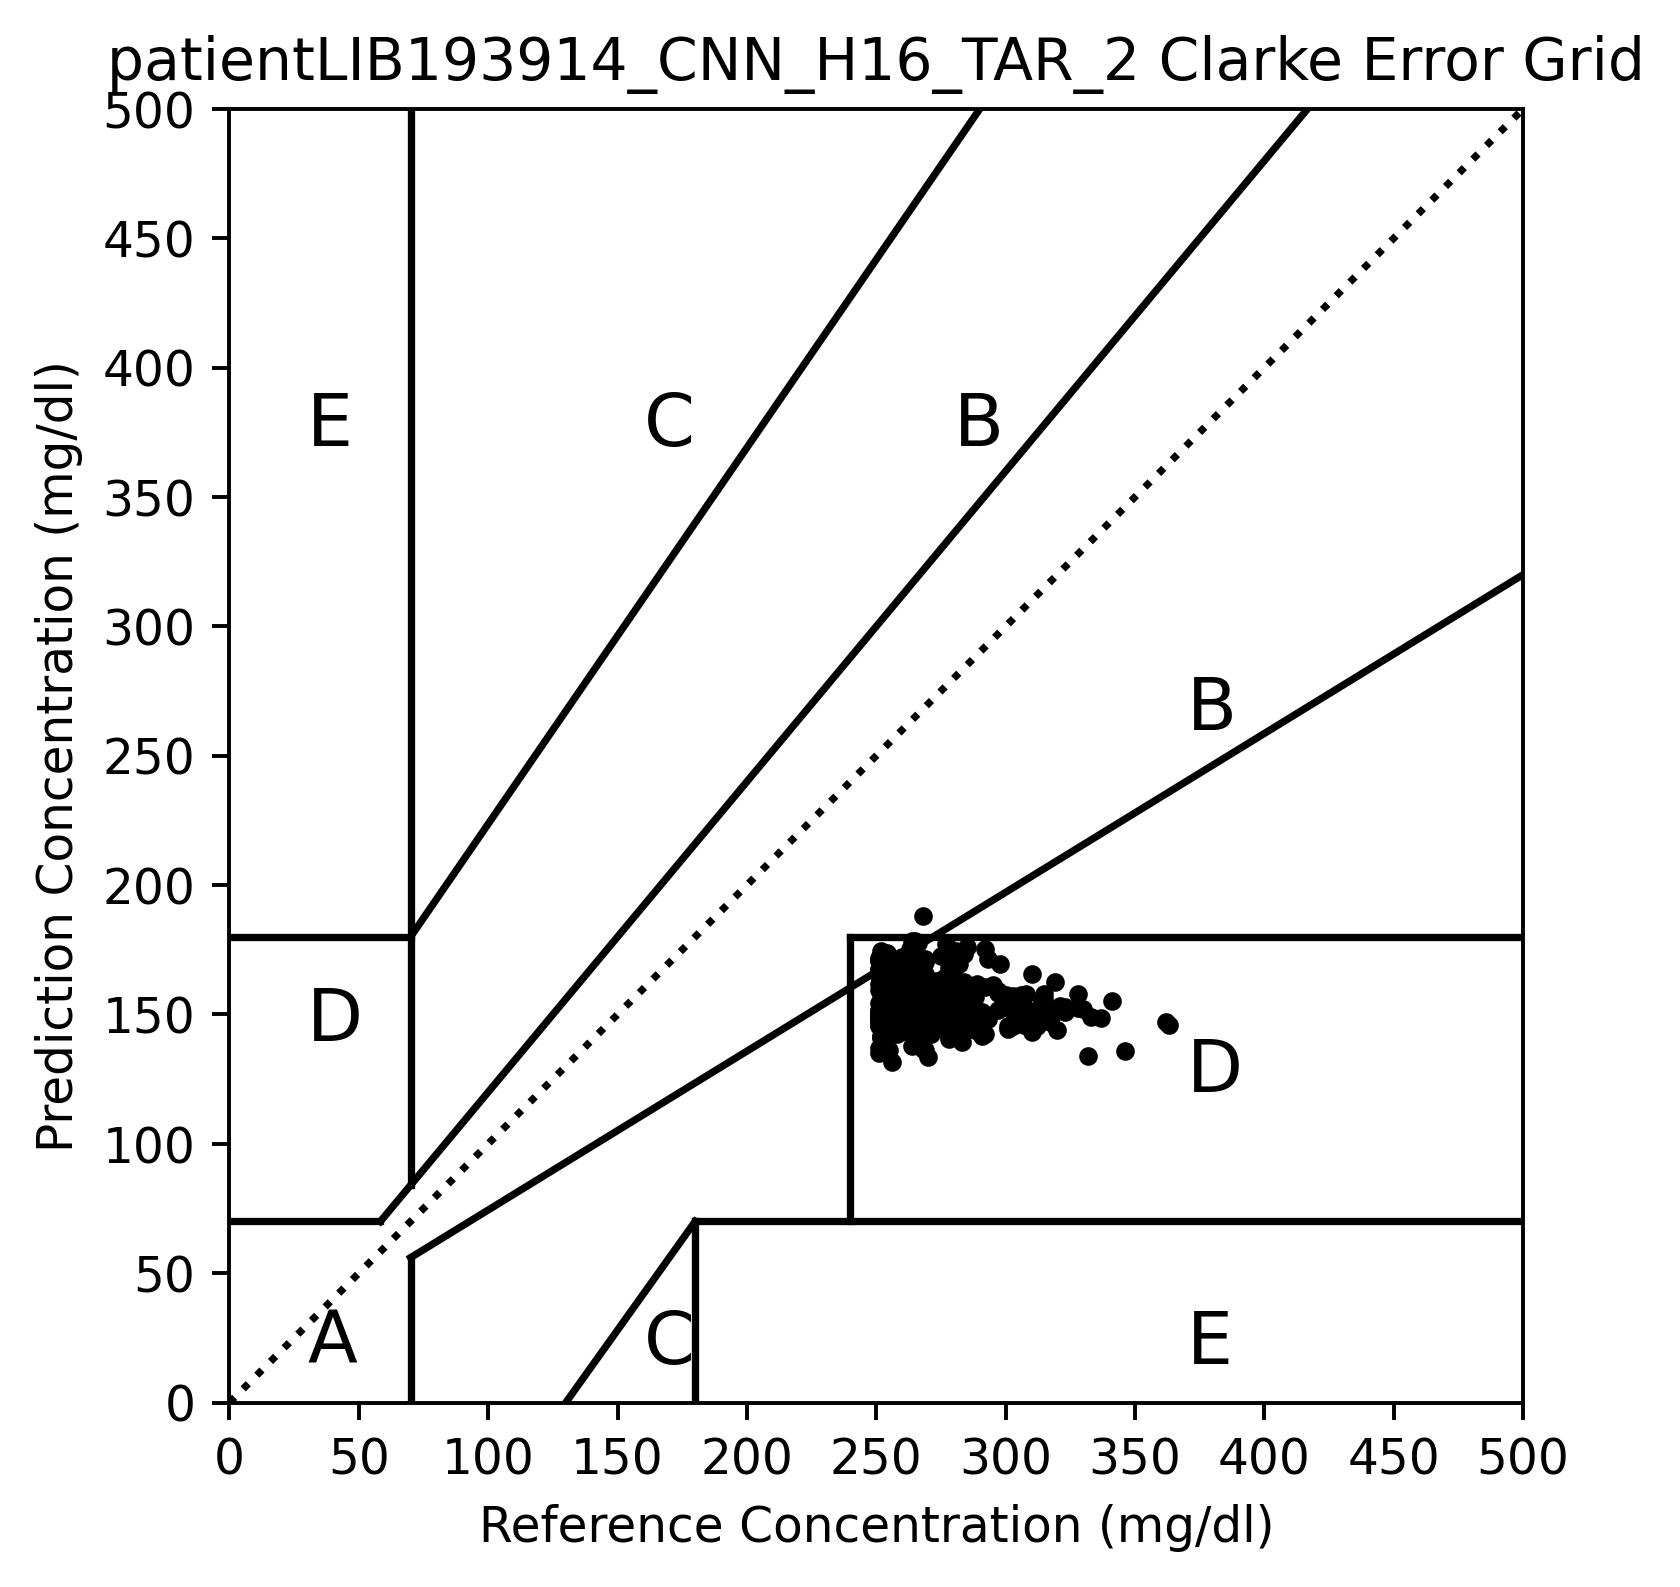 patientLIB193914_CNN_H16_TAR_2 Clarke Error Grid
500
450
400
350
300
250
200
150
100
50
0
Prediction Concentration (mg/dl)
E
C
B
B
D
D
A
C
E
0 50 100 150 200 250 300 350 400 450 500
Reference Concentration (mg/dl)